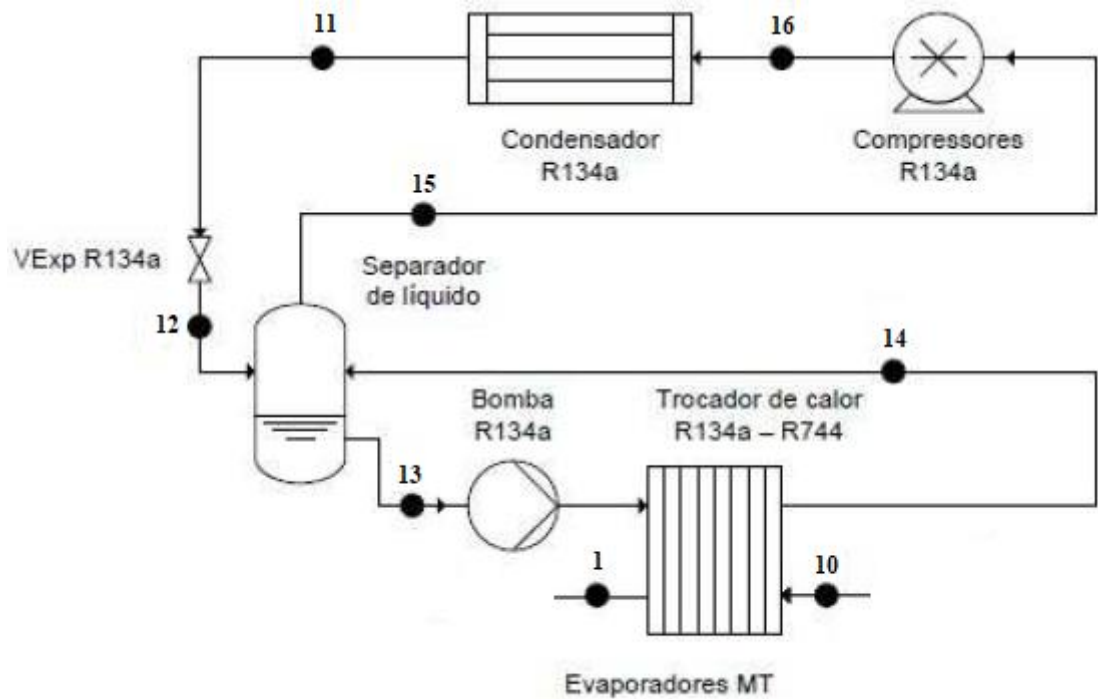 11
16
Condensador
R134a
Compressores
R134a
15
VExp R134a
Separador
de líquido
12
14
Bomba
R134a
Trocador de calor
R134a – R744
13
1
10
Evaporadores MT